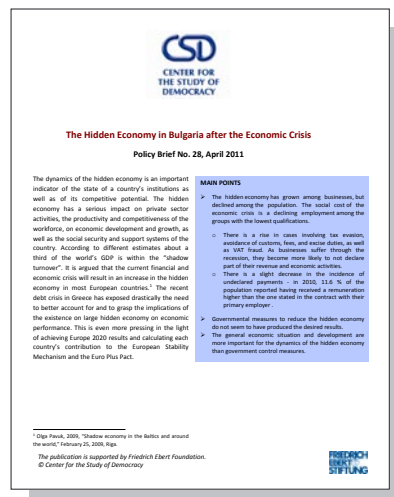 CSD
CENTER FOR
THE STUDY OF
DEMOCRACY
The Hidden Economy in Bulgaria after the Economic Crisis
Policy Brief No. 28, April 2011
The dynamics of the hidden economy is an important
indicator of the state of a country's institutions as
well as of its competitive potential. The hidden
economy has a serious impact on private sector
activities, the productivity and competitiveness of the
workforce, on economic development and growth, as
well as the social security and support systems of the
country. According to different estimates about a
third of the world's GDP is within the "shadow
turnover". It is argued that the current financial and
economic crisis will result in an increase in the hidden
economy in most European countries.¹ The recent
debt crisis in Greece has exposed drastically the need
to better account for and to grasp the implications of
the existence on large hidden economy on economic
performance. This is even more pressing in the light
of achieving Europe 2020 results and calculating each
country's contribution to the European Stability
Mechanism and the Euro Plus Pact.
MAIN POINTS
➢ The hidden economy has grown among businesses, but
declined among the population. The social cost of the
economic crisis is a declining employment among the
groups with the lowest qualifications.
o There is a rise in cases involving tax evasion,
avoidance of customs, fees, and excise duties, as well
as VAT fraud. As businesses suffer through the
recession, they become more likely to not declare
part of their revenue and economic activities.
o There is a slight decrease in the incidence of
undeclared payments - in 2010, 11.6 % of the
population reported having received a remuneration
higher than the one stated in the contract with their
primary employer .
➢ Governmental measures to reduce the hidden economy
do not seem to have produced the desired results.
➢ The general economic situation and development are
more important for the dynamics of the hidden economy
than government control measures.
¹ Olga Pavuk, 2009, "Shadow economy in the Baltics and around
the world," February 25, 2009, Riga.
The publication is supported by Friedrich Ebert Foundation.
© Center for the Study of Democracy
FRIEDRICH
EBERT
STIFTUNG